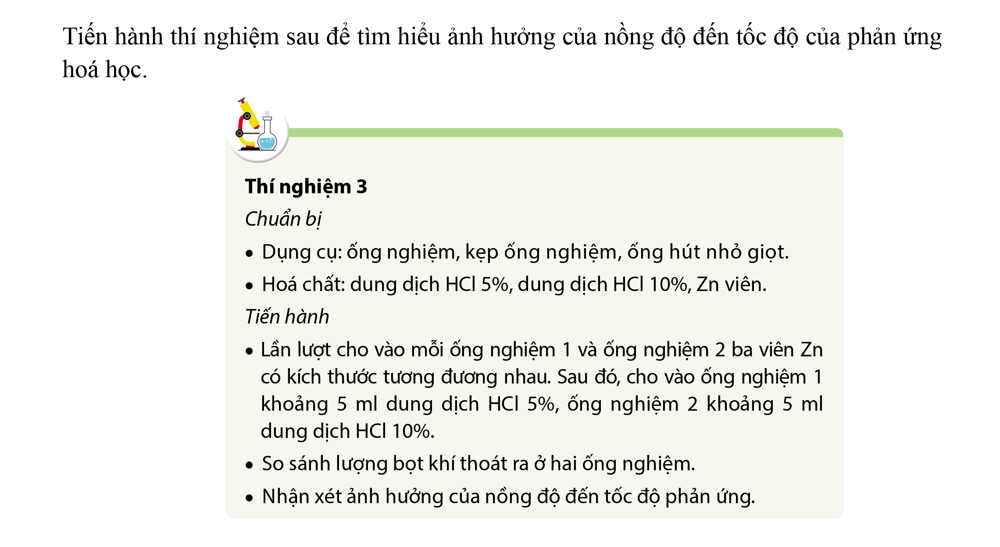 Tiến hành thí nghiệm sau để tìm hiểu ảnh hưởng của nồng độ đến tốc độ của phản ứng
hoá học.
Thí nghiệm 3
Chuẩn bị
• Dụng cụ: ống nghiệm, kẹp ống nghiệm, ống hút nhỏ giọt.
• Hoá chất: dung dịch HCl 5%, dung dịch HCl 10%, Zn viên.
Tiến hành
• Lần lượt cho vào mỗi ống nghiệm 1 và ống nghiệm 2 ba viên Zn
có kích thước tương đương nhau. Sau đó, cho vào ống nghiệm 1
khoảng 5 ml dung dịch HCl 5%, ống nghiệm 2 khoảng 5 ml
dung dịch HCl 10%.
• So sánh lượng bọt khí thoát ra ở hai ống nghiệm.
• Nhận xét ảnh hưởng của nồng độ đến tốc độ phản ứng.